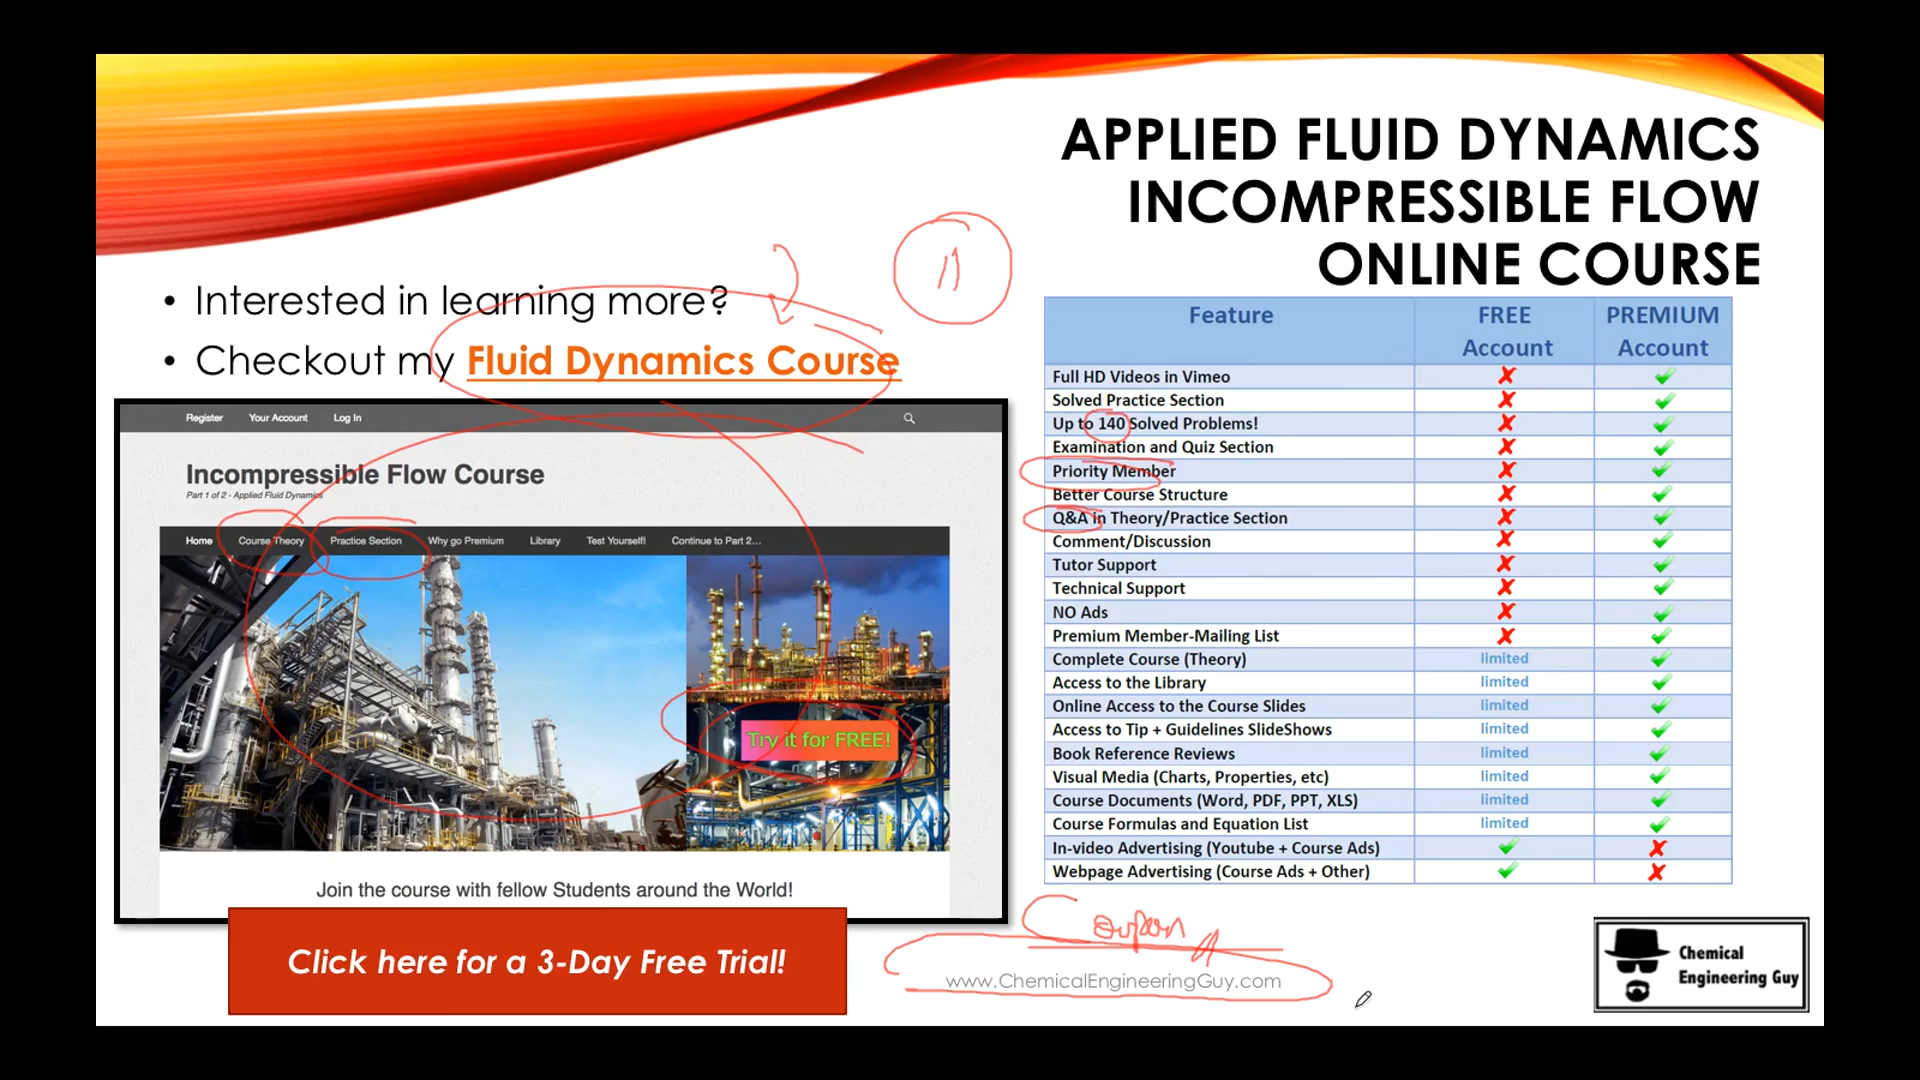 APPLIED FLUID DYNAMICS
INCOMPRESSIBLE FLOW
ONLINE COURSE
• Interested in learning more?
• Checkout my Fluid Dynamics Course
11
Register Your Account Log In
Incompressible Flow Course
Part 1 of 2 - Applied Fluid Dynamics
Home Course Theory Practice Section Why go Premium Library Test Yourself! Continue to Part 2...
Try it for FREE!
Join the course with fellow Students around the World!
Click here for a 3-Day Free Trial!
Feature FREE Account PREMIUM Account
Full HD Videos in Vimeo ✘ ✔
Solved Practice Section ✘ ✔
Up to 140 Solved Problems! ✘ ✔
Examination and Quiz Section ✘ ✔
Priority Member ✘ ✔
Better Course Structure ✘ ✔
Q&A in Theory/Practice Section ✘ ✔
Comment/Discussion ✘ ✔
Tutor Support ✘ ✔
Technical Support ✘ ✔
NO Ads ✘ ✔
Premium Member-Mailing List ✘ ✔
Complete Course (Theory) limited ✔
Access to the Library limited ✔
Online Access to the Course Slides limited ✔
Access to Tip + Guidelines SlideShows limited ✔
Book Reference Reviews limited ✔
Visual Media (Charts, Properties, etc) limited ✔
Course Documents (Word, PDF, PPT, XLS) limited ✔
Course Formulas and Equation List limited ✔
In-video Advertising (Youtube + Course Ads) ✔ ✘
Webpage Advertising (Course Ads + Other) ✔ ✘
www.ChemicalEngineeringGuy.com
Chemical
Engineering Guy